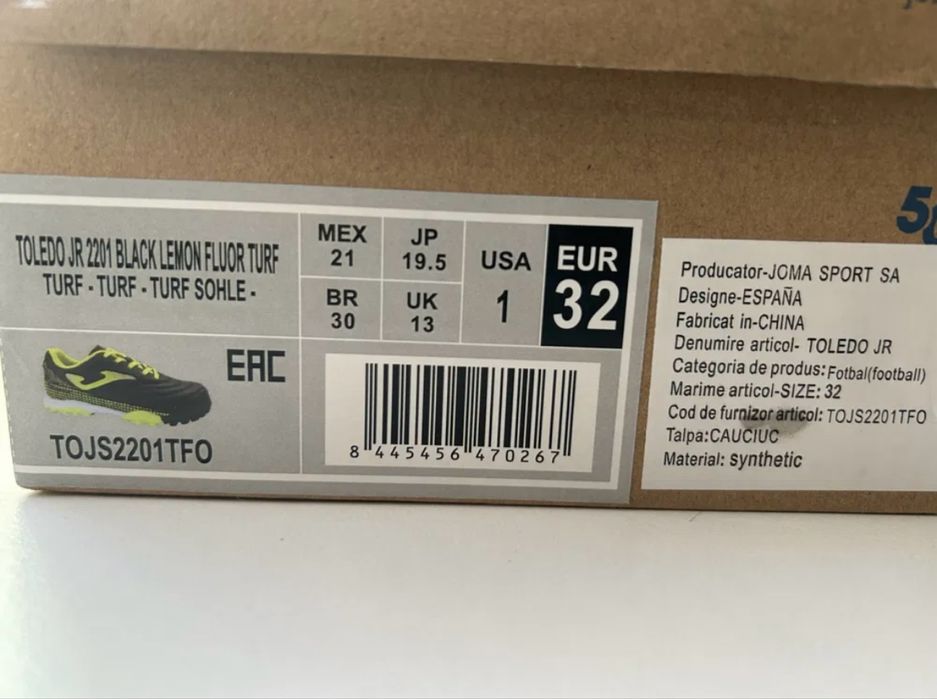 TOLEDO JR 2201 BLACK LEMON FLUOR TURF
TURF - TURF - TURF SOHLE -
MEX
21
JP
19.5
BR
30
UK
13
USA
1
EUR
32
EAC
TOJS2201TFO
8 445456 470267
Producator-JOMA SPORT SA
Designe-ESPAÑA
Fabricat in-CHINA
Denumire articol- TOLEDO JR
Categoria de produs: Fotbal(football)
Marime articol-SIZE: 32
Cod de furnizor articol: TOJS2201TFO
Talpa:CAUCIUC
Material: synthetic